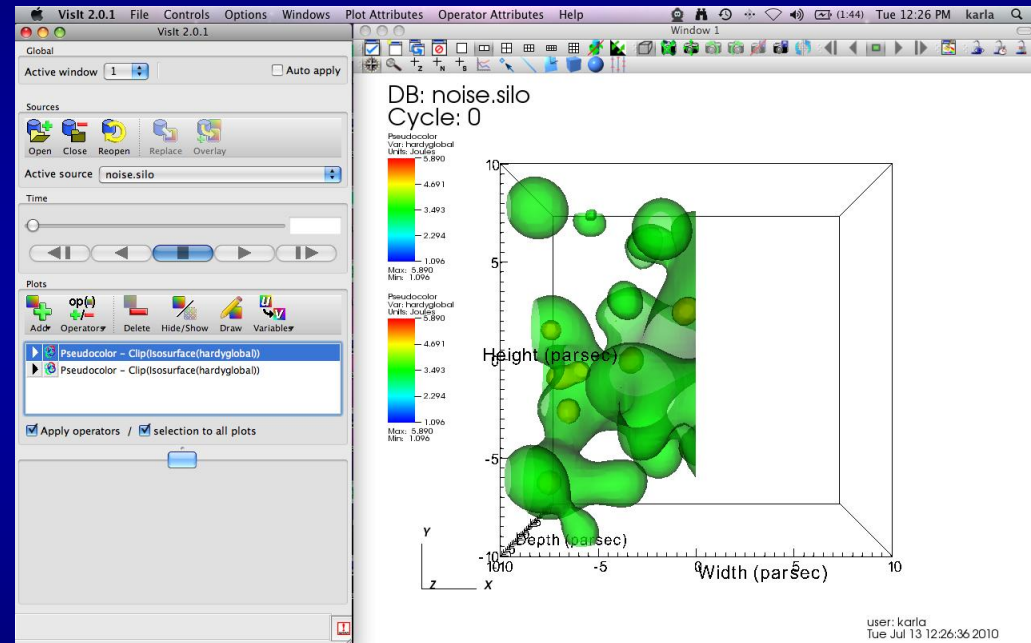 VisIt 2.0.1 File Controls Options Windows Plot Attributes Operator Attributes Help (1:44) Tue 12:26 PM karla
VisIt 2.0.1
Global
Active window 1 Auto apply
Sources
Open Close Reopen Replace Overlay
Active source noise.silo
Time
Plots
op(u)
+/-
Add Operators Delete Hide/Show Draw Variables
Pseudocolor - Clip(Isosurface(hardyglobal))
Pseudocolor - Clip(Isosurface(hardyglobal))
Apply operators / selection to all plots
Window 1
DB: noise.silo
Cycle: 0
Pseudocolor
Var: hardyglobal
Units: Joules
5.890
4.691
3.493
2.294
1.096
Max: 5.890
Min: 1.096
Pseudocolor
Var: hardyglobal
Units: Joules
5.890
4.691
3.493
2.294
1.096
Max: 5.890
Min: 1.096
10
5
Height (parsec)
0
-5
-10
Depth (parsec)
-5
0
5
10
Width (parsec)
Y
Z
X
user: karla
Tue Jul 13 12:26:36 2010